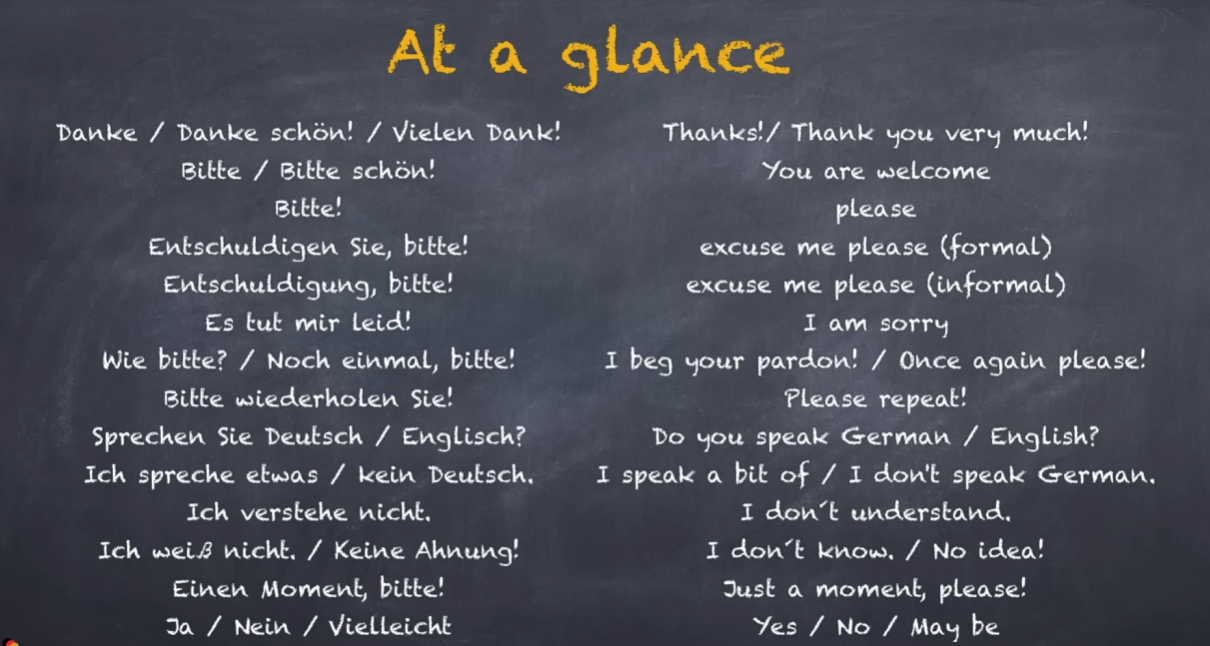 At a glance
Danke / Danke schön! / Vielen Dank! Thanks!/ Thank you very much!
Bitte / Bitte schön! You are welcome
Bitte! please
Entschuldigen Sie, bitte! excuse me please (formal)
Entschuldigung, bitte! excuse me please (informal)
Es tut mir leid! I am sorry
Wie bitte? / Noch einmal, bitte! I beg your pardon! / Once again please!
Bitte wiederholen Sie! Please repeat!
Sprechen Sie Deutsch / Englisch? Do you speak German / English?
Ich spreche etwas / kein Deutsch. I speak a bit of / I don't speak German.
Ich verstehe nicht. I don´t understand.
Ich weiß nicht. / Keine Ahnung! I don´t know. / No idea!
Einen Moment, bitte! Just a moment, please!
Ja / Nein / Vielleicht Yes / No / May be